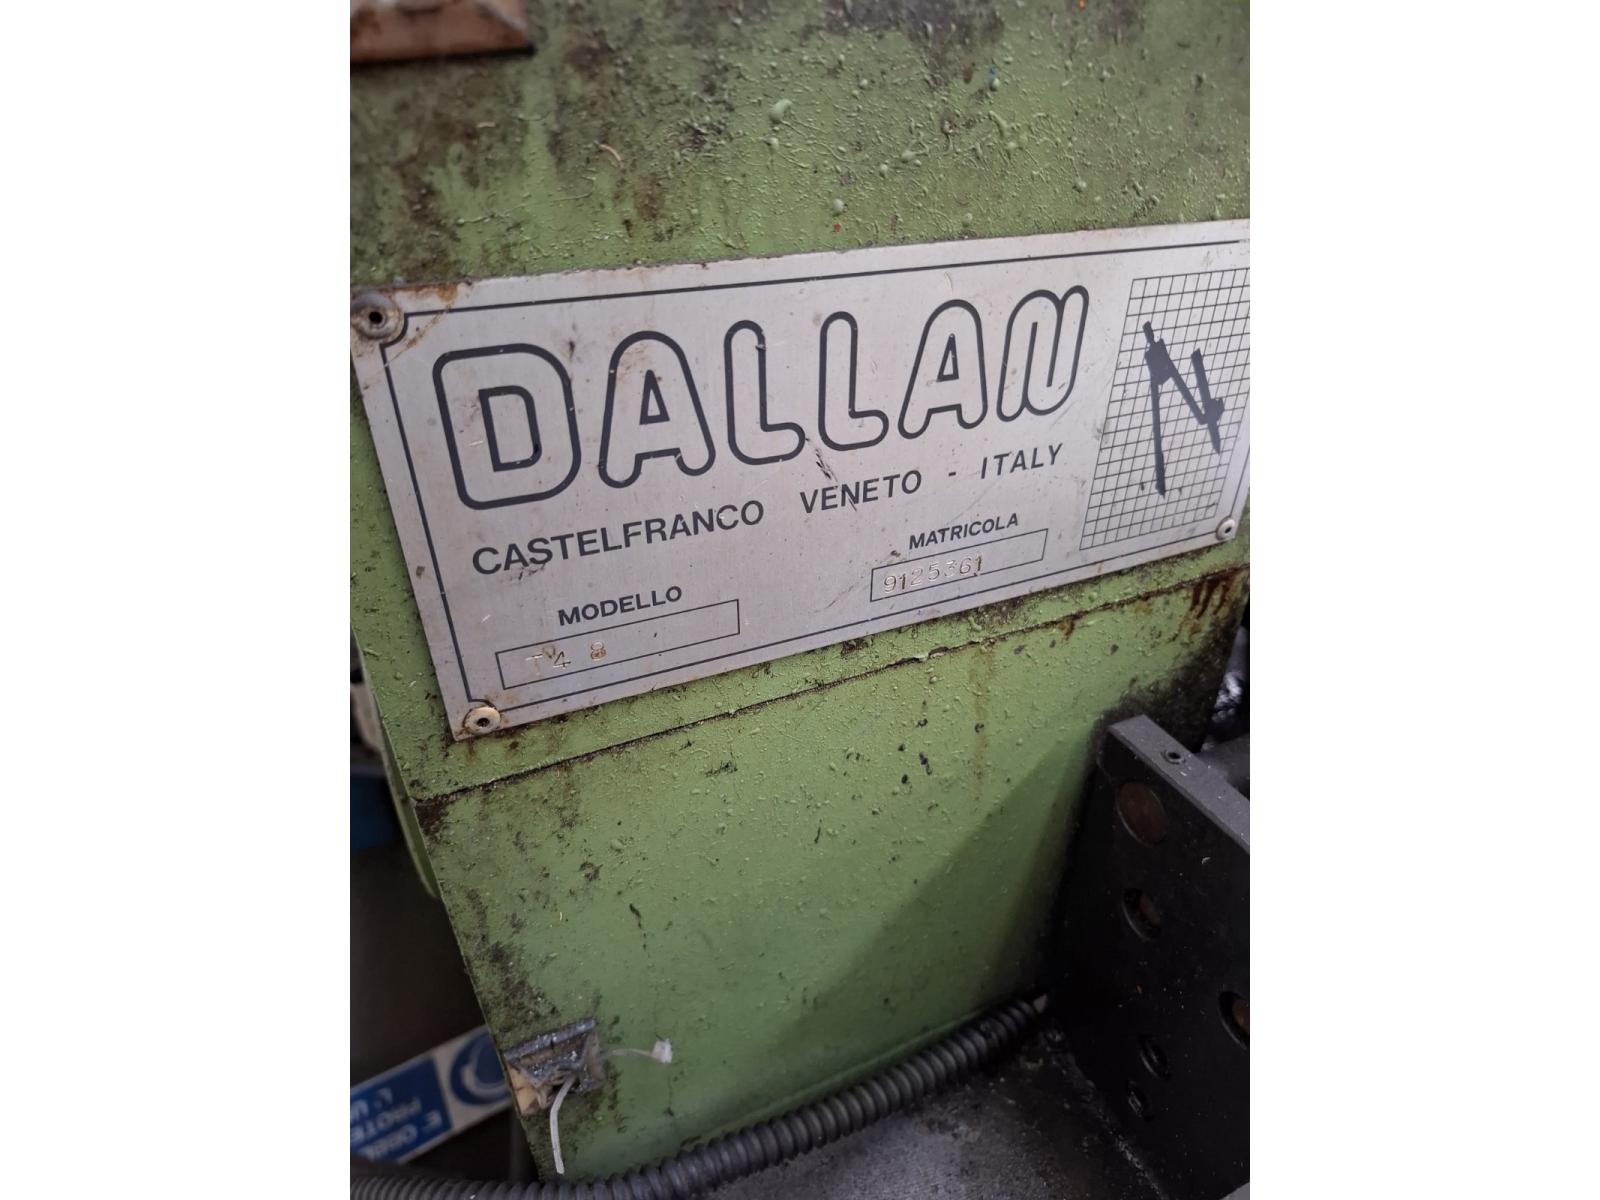 DALLAN
CASTELFRANCO VENETO - ITALY
MODELLO
T4 8
MATRICOLA
9125361